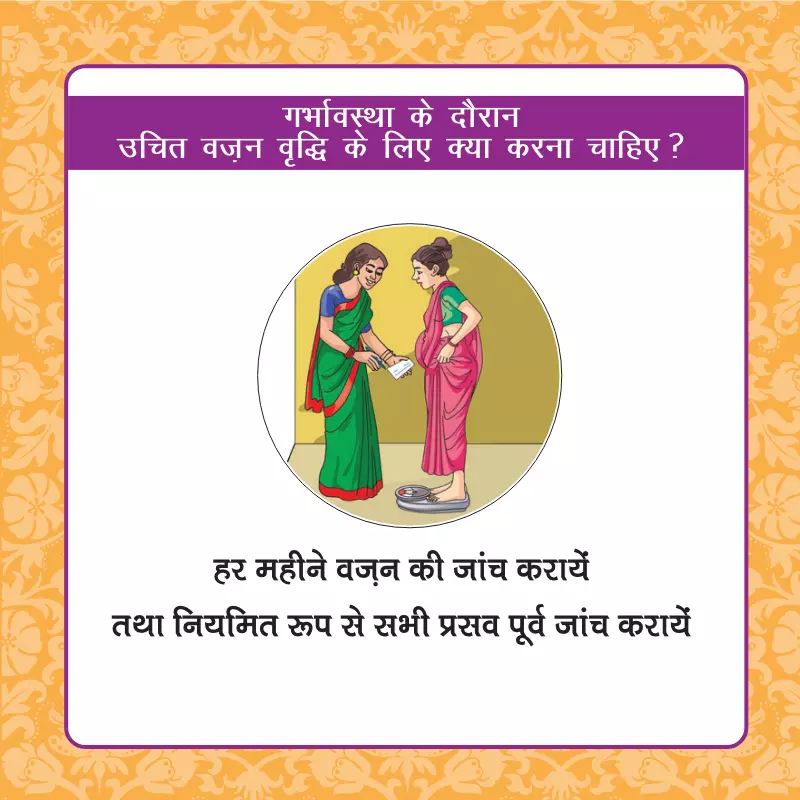 गर्भावस्था के दौरान
उचित वज़न वृद्धि के लिए क्या करना चाहिए ?
हर महीने वज़न की जांच करायें
तथा नियमित रूप से सभी प्रसव पूर्व जांच करायें